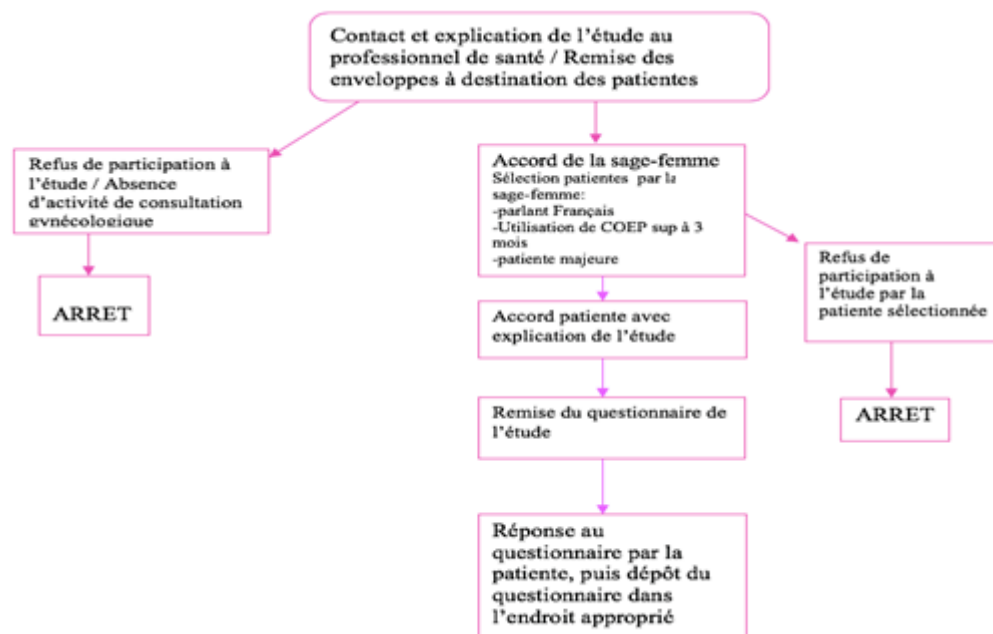 Contact et explication de l'étude au
professionnel de santé / Remise des
enveloppes à destination des patientes
Refus de participation à
l'étude / Absence
d'activité de consultation
gynécologique
ARRET
Accord de la sage-femme
Sélection patientes par la
sage-femme:
-parlant Français
-Utilisation de COEP sup à 3
mois
-patiente majeure
Refus de
participation à
l'étude par la
patiente sélectionnée
ARRET
Accord patiente avec
explication de l'étude
Remise du questionnaire de
l'étude
Réponse au
questionnaire par la
patiente, puis dépôt du
questionnaire dans
l'endroit approprié